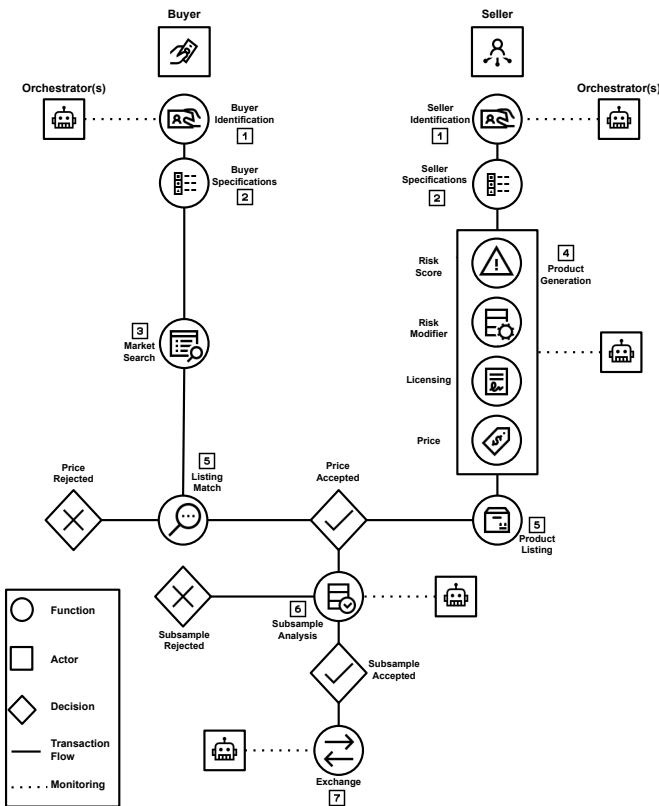 Buyer
Seller
Orchestrator(s)
Orchestrator(s)
Buyer
Identification
1
Seller
Identification
1
Buyer
Specifications
2
Seller
Specifications
2
4
Product
Generation
Risk
Score
Risk
Modifier
3
Market
Search
Licensing
Price
Price
Rejected
5
Listing
Match
Price
Accepted
5
Product
Listing
6
Subsample
Analysis
Subsample
Rejected
Subsample
Accepted
Exchange
7
Function
Actor
Decision
Transaction
Flow
Monitoring